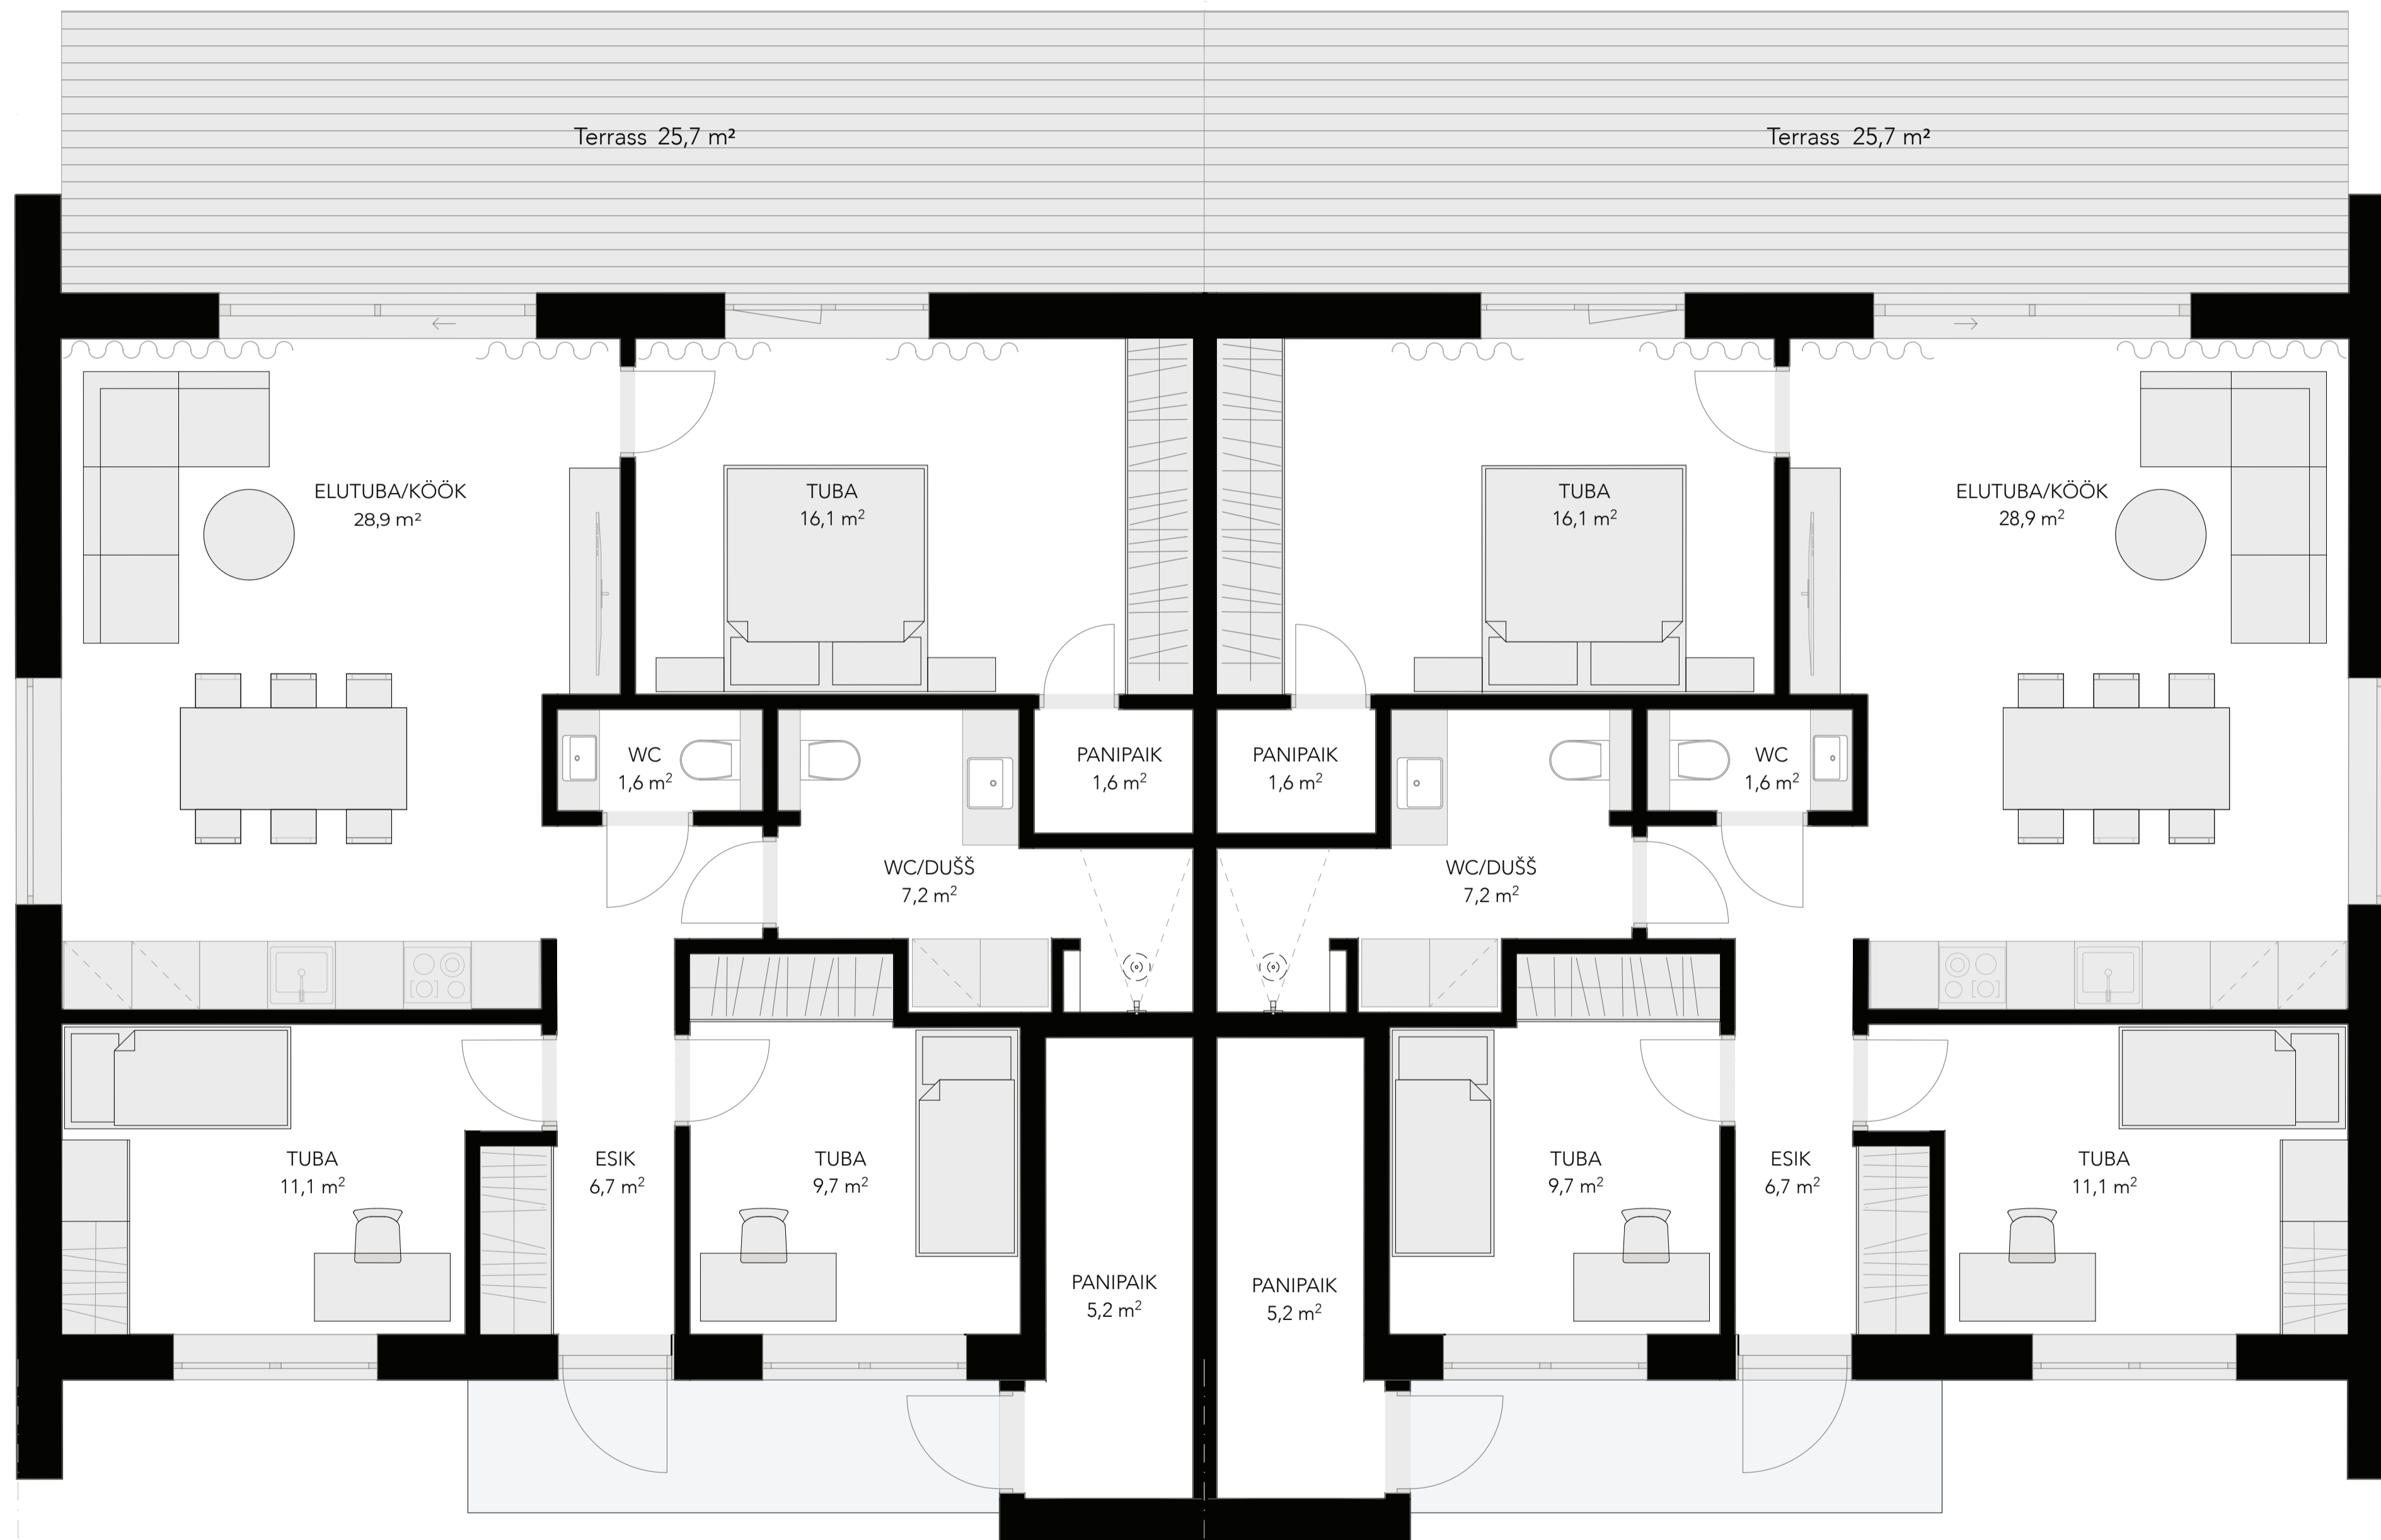 Terrass 25,7 m²
Terrass 25,7 m²
ELUTUBA/KÖÖK
28,9 m²
TUBA
16,1 m²
TUBA
16,1 m²
ELUTUBA/KÖÖK
28,9 m²
WC
1,6 m²
PANIPAIK
1,6 m²
PANIPAIK
1,6 m²
WC
1,6 m²
WC/DUŠŠ
7,2 m²
WC/DUŠŠ
7,2 m²
TUBA
11,1 m²
ESIK
6,7 m²
TUBA
9,7 m²
PANIPAIK
5,2 m²
PANIPAIK
5,2 m²
TUBA
9,7 m²
ESIK
6,7 m²
TUBA
11,1 m²